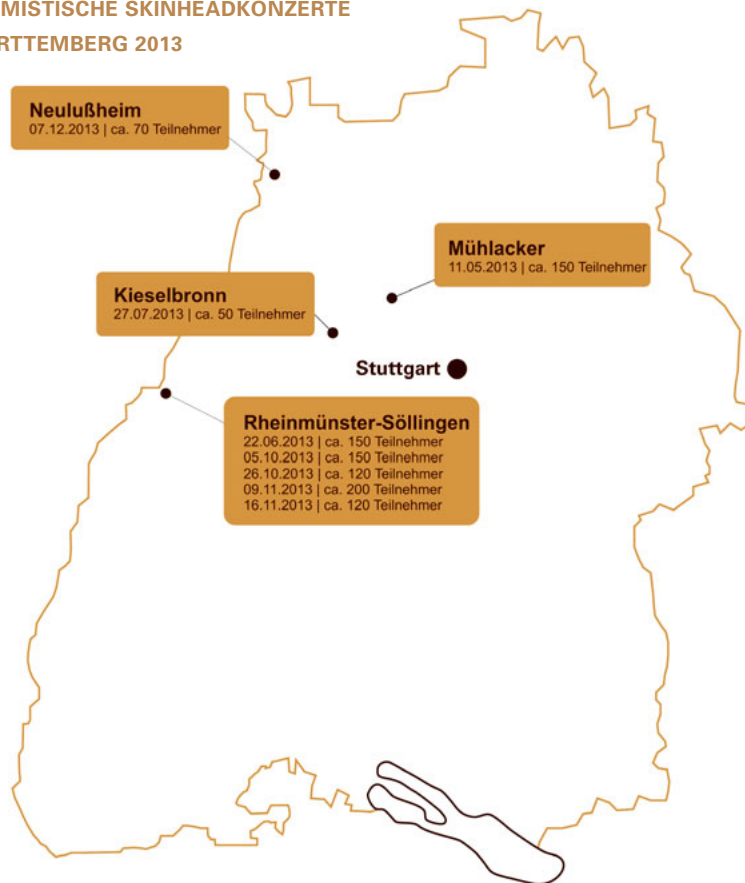 MISTISCHE SKINHEADKONZERTE
RTTEMBERG 2013
Neulußheim
07.12.2013 | ca. 70 Teilnehmer
Mühlacker
11.05.2013 | ca. 150 Teilnehmer
Kieselbronn
27.07.2013 | ca. 50 Teilnehmer
Stuttgart
Rheinmünster-Söllingen
22.06.2013 | ca. 150 Teilnehmer
05.10.2013 | ca. 150 Teilnehmer
26.10.2013 | ca. 120 Teilnehmer
09.11.2013 | ca. 200 Teilnehmer
16.11.2013 | ca. 120 Teilnehmer